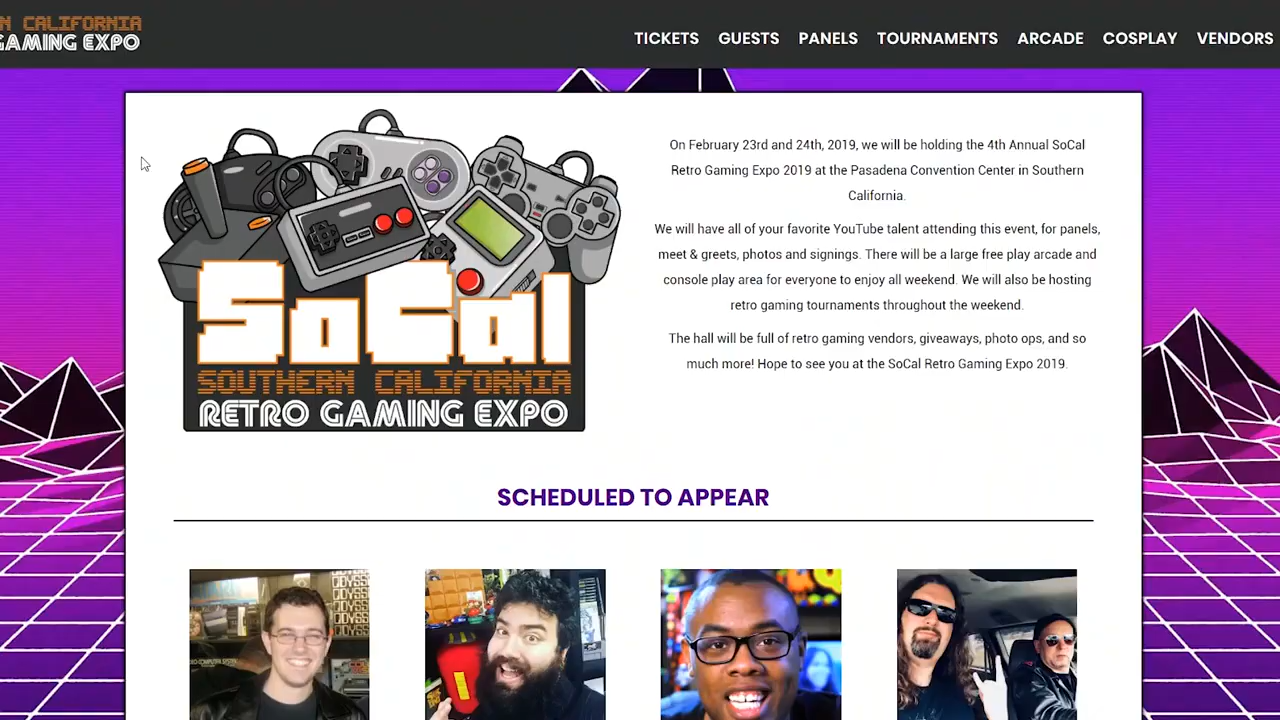 N CALIFORNIA
GAMING EXPO
TICKETS GUESTS PANELS TOURNAMENTS ARCADE COSPLAY VENDORS
On February 23rd and 24th, 2019, we will be holding the 4th Annual SoCal
Retro Gaming Expo 2019 at the Pasadena Convention Center in Southern
California.
We will have all of your favorite YouTube talent attending this event, for panels,
meet & greets, photos and signings. There will be a large free play arcade and
console play area for everyone to enjoy all weekend. We will also be hosting
retro gaming tournaments throughout the weekend.
The hall will be full of retro gaming vendors, giveaways, photo ops, and so
much more! Hope to see you at the SoCal Retro Gaming Expo 2019.
SoCal
SOUTHERN CALIFORNIA
RETRO GAMING EXPO
SCHEDULED TO APPEAR
ODYSSEY